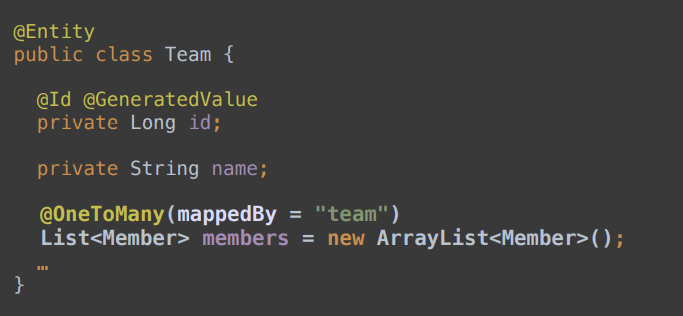 @Entity
public class Team {
@Id @GeneratedValue
private Long id;
private String name;
@OneToMany(mappedBy = "team")
List<Member> members = new ArrayList<Member>();
…
}